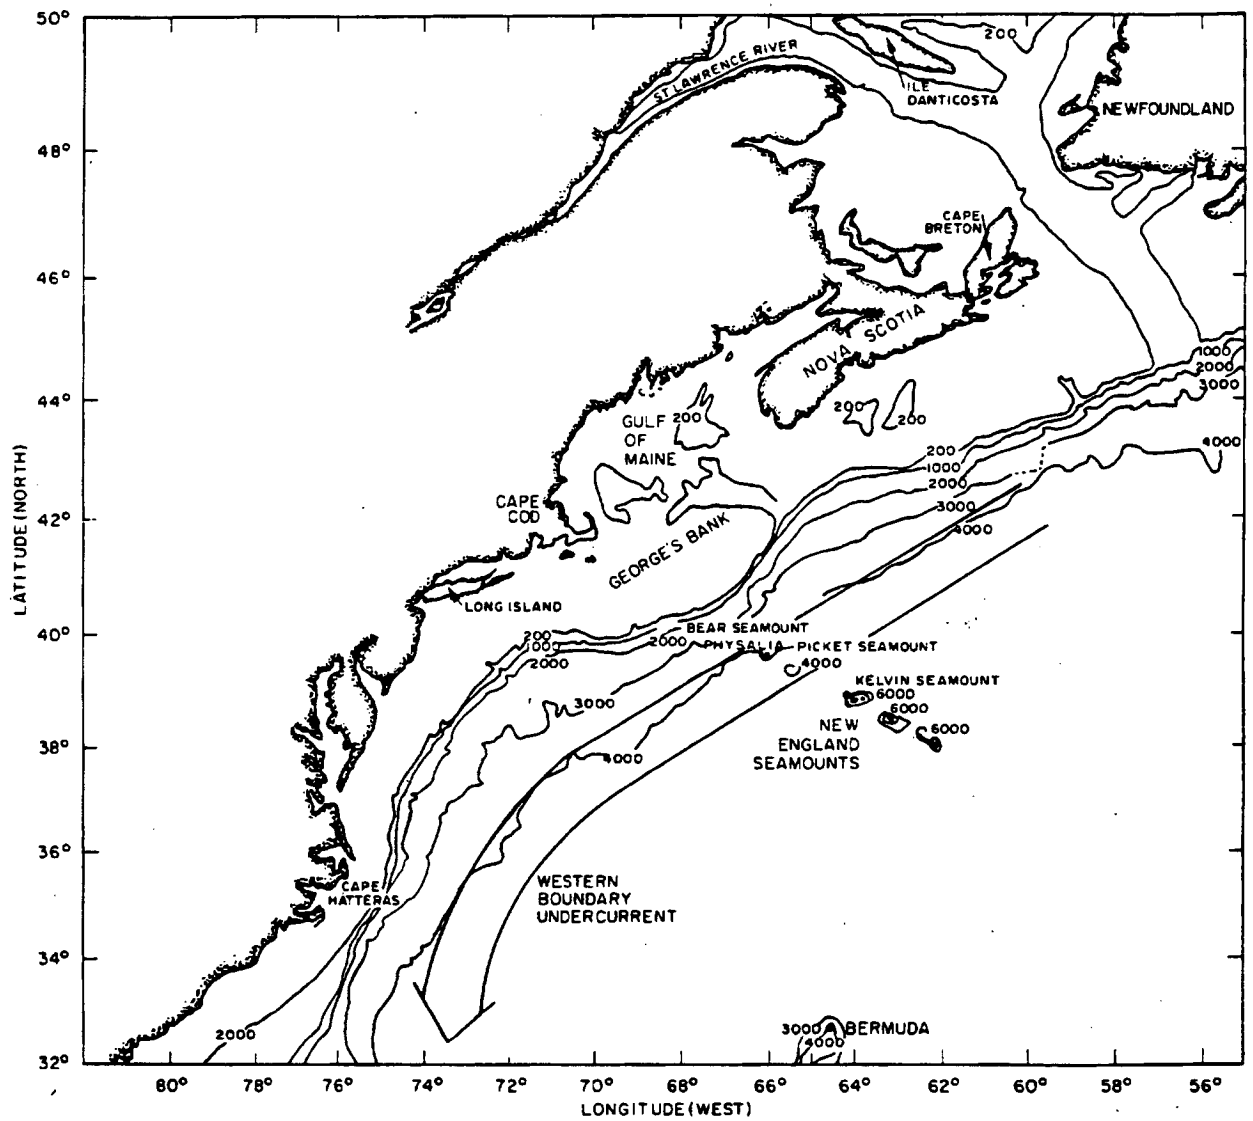 50°
48°
46°
44°
42°
40°
38°
36°
34°
32°
LATITUDE (NORTH)
200
ST LAWRENCE RIVER
ILE
DANTICOSTA
NEWFOUNDLAND
CAPE
BRETON
NOVA SCOTIA
1000
2000
3000
4000
200
200
200
GULF
OF
MAINE
200
1000
2000
3000
4000
CAPE
COD
GEORGE'S BANK
LONG ISLAND
200
1000
2000
2000
BEAR SEAMOUNT
PHYSALIA
PICKET SEAMOUNT
4000
KELVIN SEAMOUNT
6000
6000
6000
NEW
ENGLAND
SEAMOUNTS
3000
4000
CAPE
HATTERAS
WESTERN
BOUNDARY
UNDERCURRENT
2000
3000
4000
BERMUDA
80° 78° 76° 74° 72° 70° 68° 66° 64° 62° 60° 58° 56°
LONGITUDE (WEST)